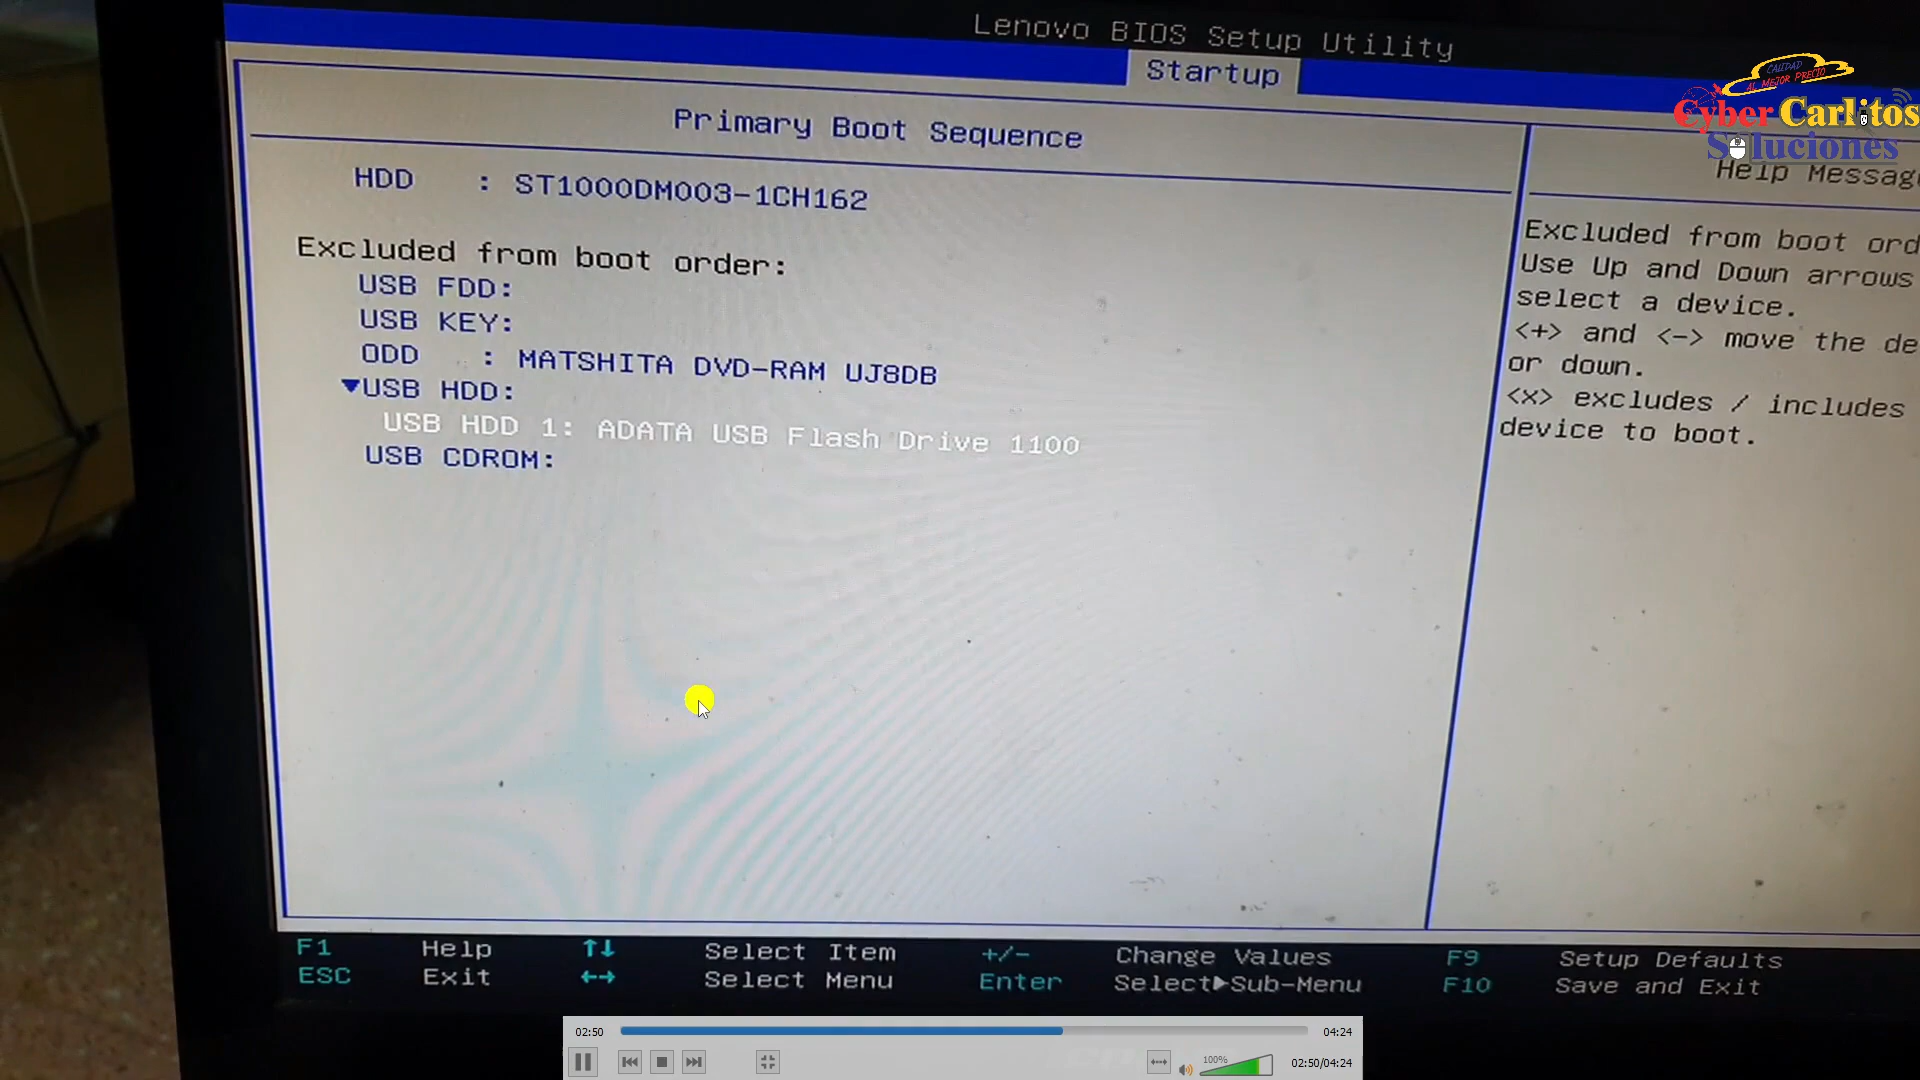 Lenovo BIOS Setup Utility
Startup
CALIDAD
AL MEJOR PRECIO
Cyber Carlitos
Soluciones
Primary Boot Sequence
HDD : ST1000DM003-1CH162
Excluded from boot order:
USB FDD:
USB KEY:
ODD : MATSHITA DVD-RAM UJ8DB
▼USB HDD:
USB HDD 1: ADATA USB Flash Drive 1100
USB CDROM:
Help Messag
Excluded from boot ord
Use Up and Down arrows
select a device.
<+> and <-> move the de
or down.
<x> excludes / includes
device to boot.
F1 Help ↑↓ Select Item +/- Change Values F9 Setup Defaults
ESC Exit ←→ Select Menu Enter Select▶Sub-Menu F10 Save and Exit
02:50 04:24
100% 02:50/04:24